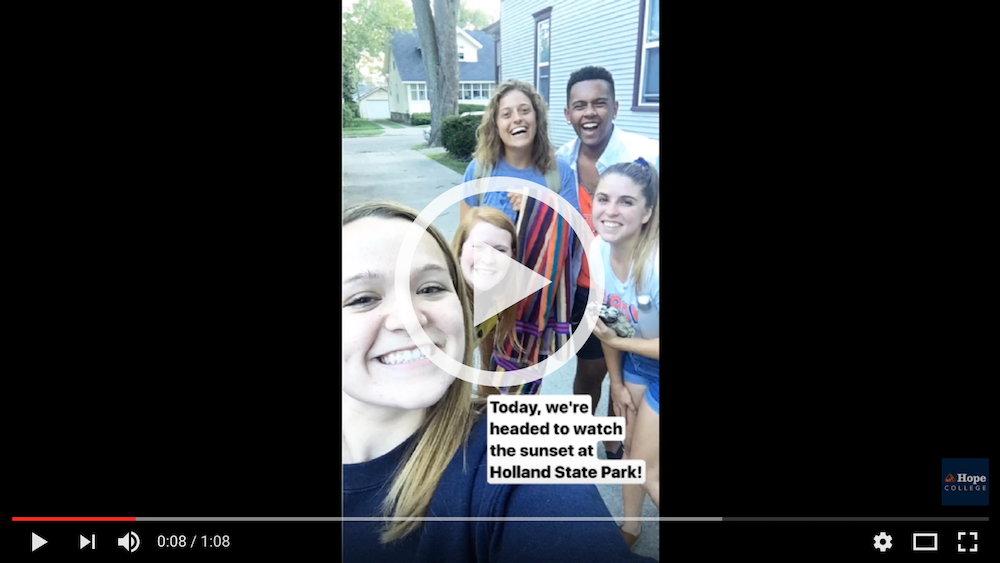 Today, we're
headed to watch
the sunset at
Holland State Park!
Hope
COLLEGE
0:08 / 1:08